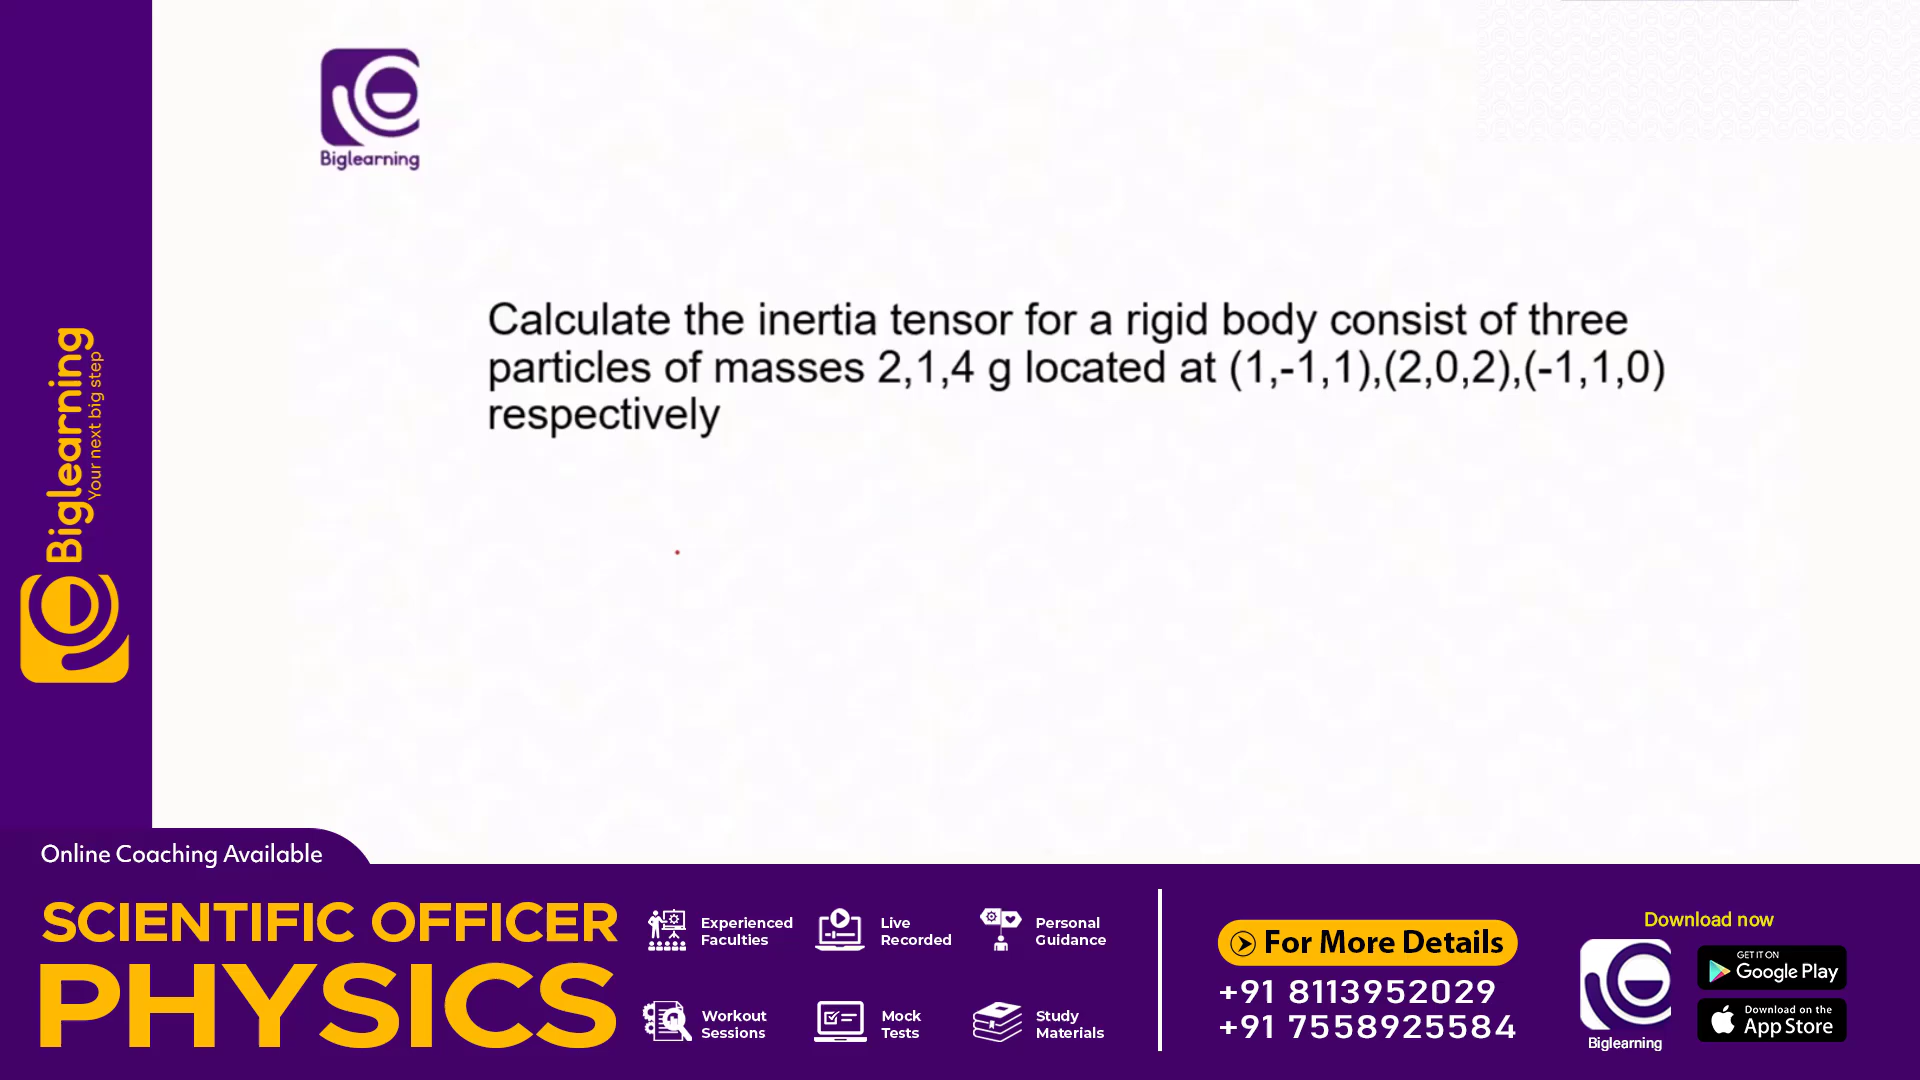 Biglearning
Calculate the inertia tensor for a rigid body consist of three
particles of masses 2,1,4 g located at (1,-1,1),(2,0,2),(-1,1,0)
respectively
Biglearning
Your next big step
Online Coaching Available
SCIENTIFIC OFFICER
PHYSICS
Experienced
Faculties
Live
Recorded
Personal
Guidance
Workout
Sessions
Mock
Tests
Study
Materials
For More Details
+91 8113952029
+91 7558925584
Download now
Biglearning
GET IT ON
Google Play
Download on the
App Store